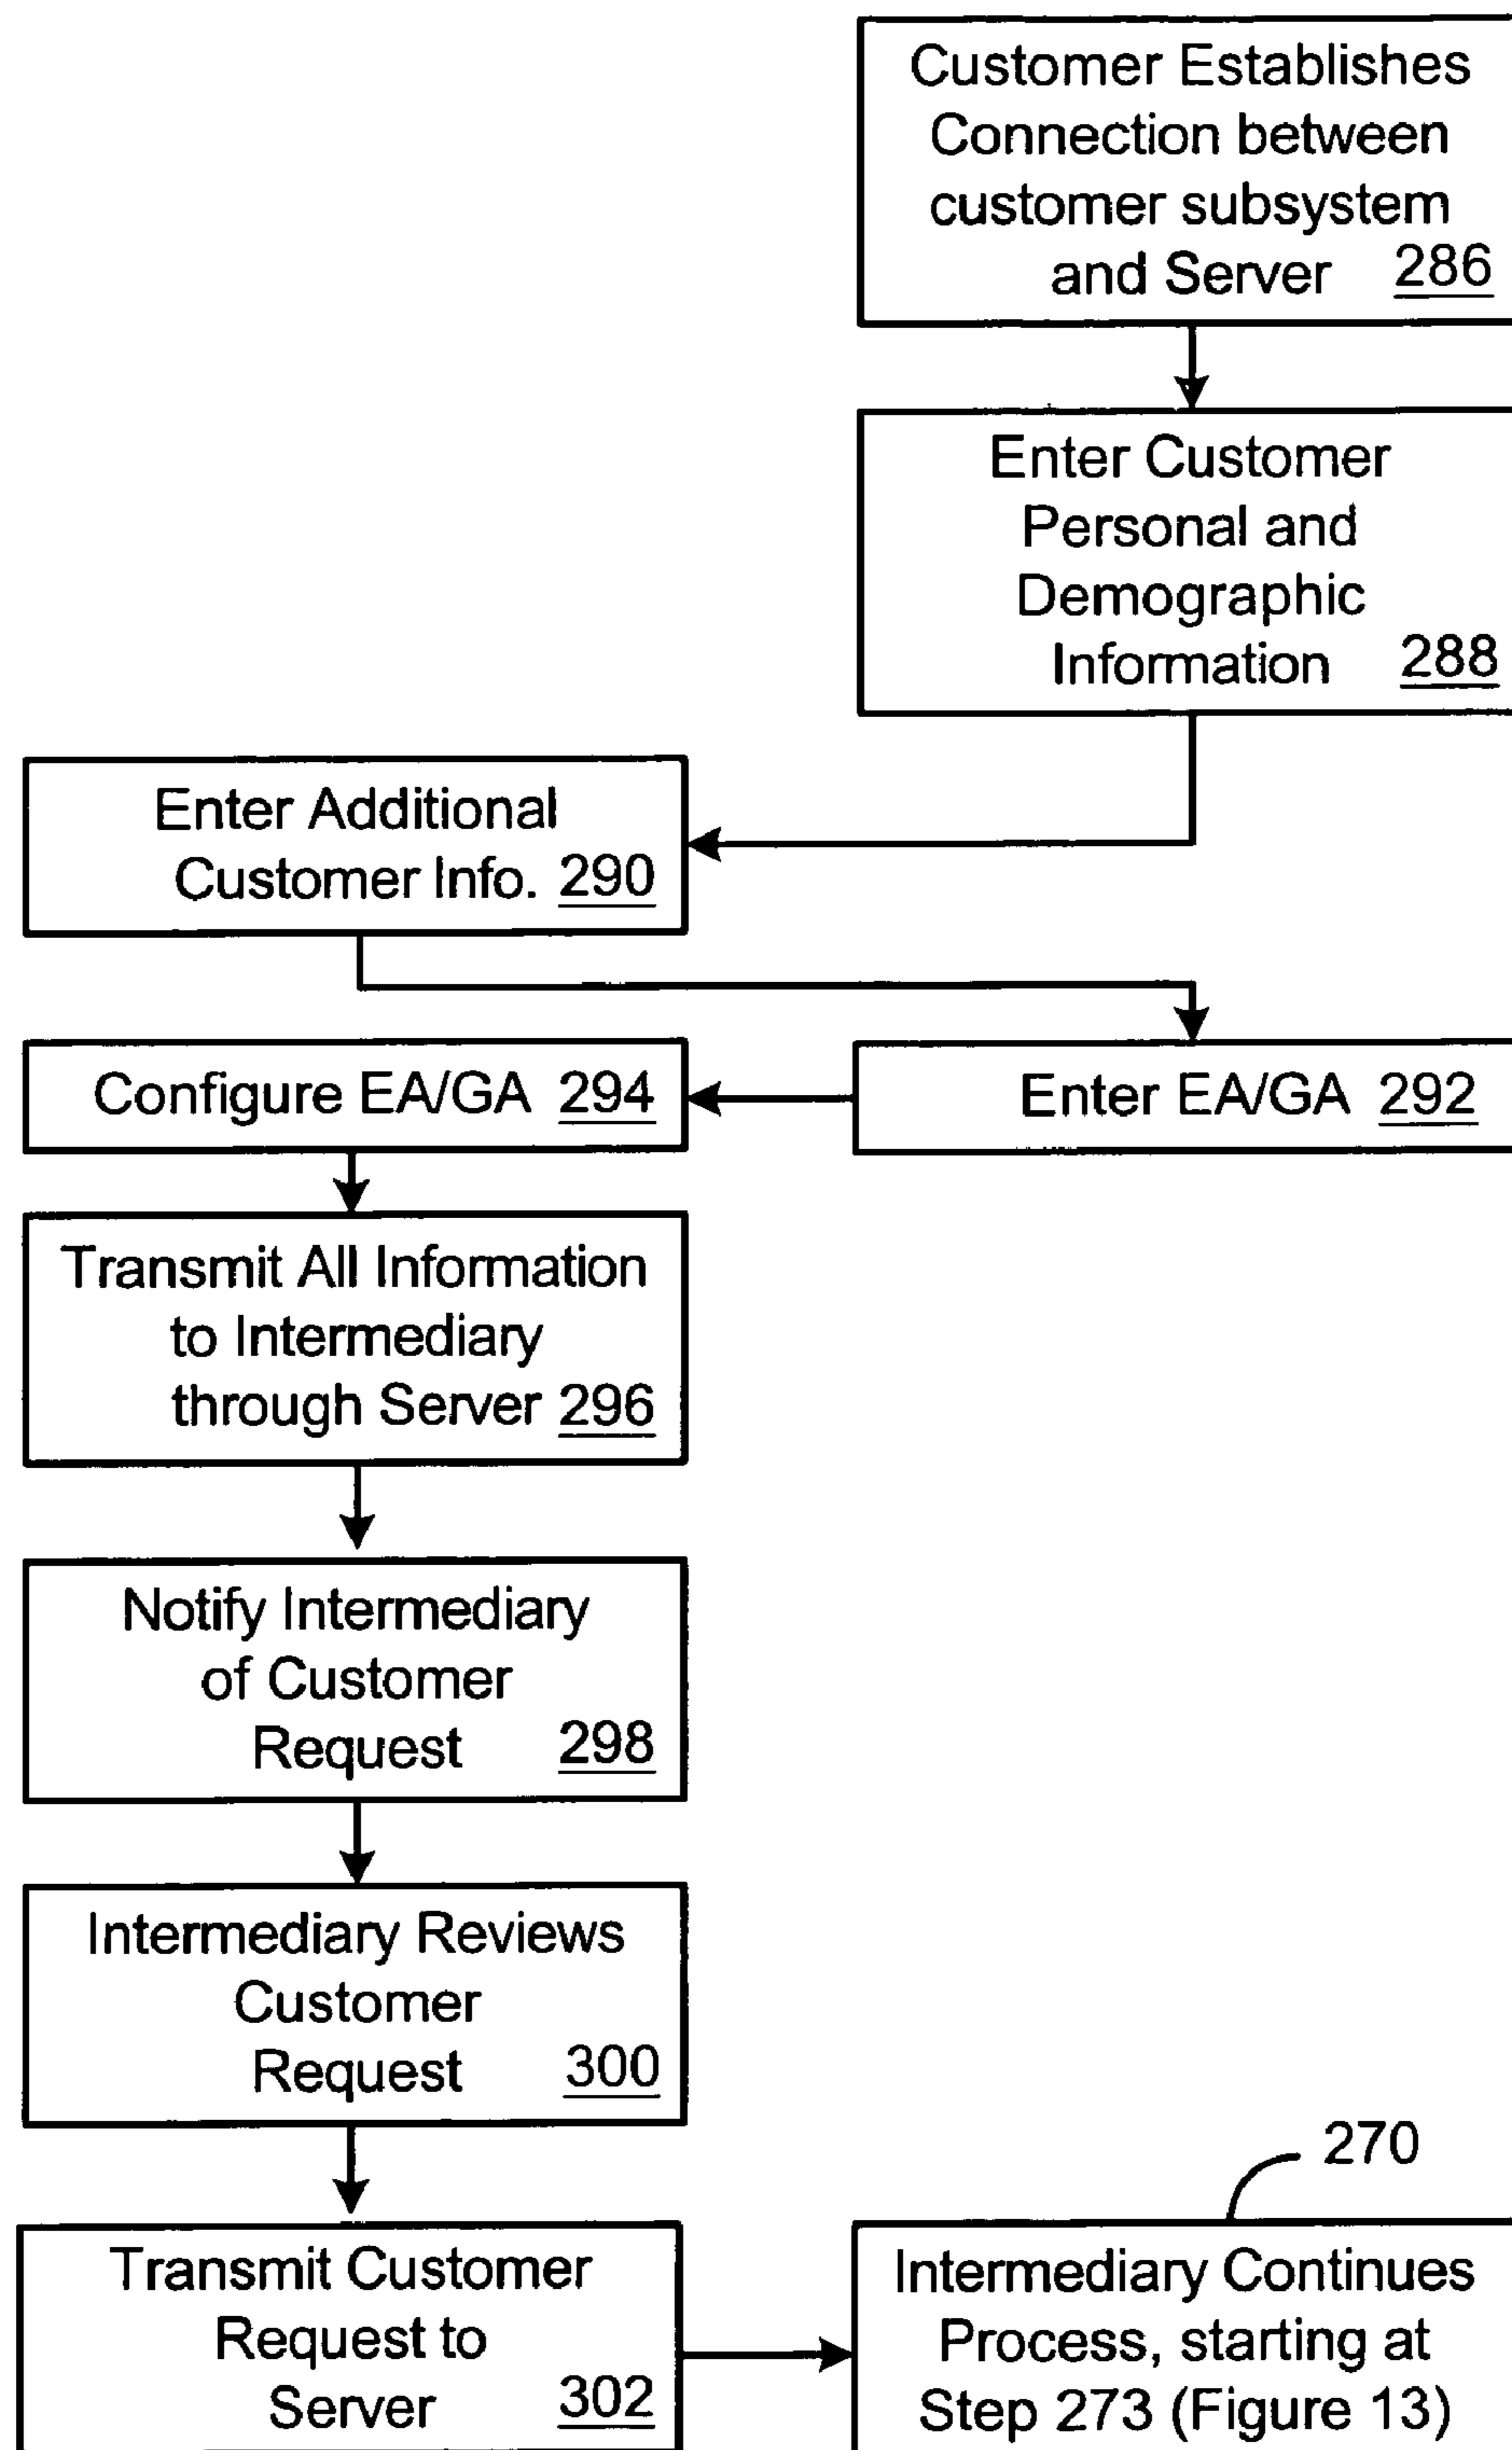 Customer Establishes
Connection between
customer subsystem
and Server 286
Enter Customer
Personal and
Demographic
Information 288
Enter Additional
Customer Info. 290
Configure EA/GA 294
Enter EA/GA 292
Transmit All Information
to Intermediary
through Server 296
Notify Intermediary
of Customer
Request 298
Intermediary Reviews
Customer
Request 300
270
Transmit Customer
Request to
Server 302
Intermediary Continues
Process, starting at
Step 273 (Figure 13)